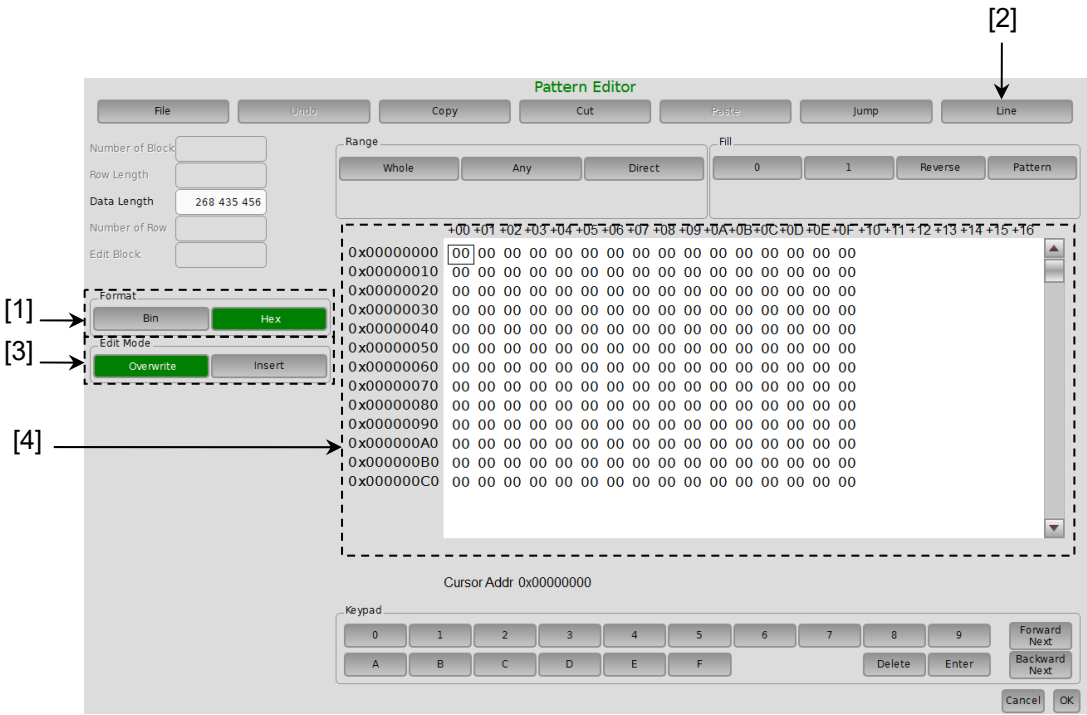 [2]
Pattern Editor
File Undo Copy Cut Paste Jump Line
Number of Block
Row Length
Data Length 268 435 456
Number of Row
Edit Block
Range
Whole Any Direct
Fill
0 1 Reverse Pattern
[1]
Format
Bin Hex
[3]
Edit Mode
Overwrite Insert
[4]
+00 +01 +02 +03 +04 +05 +06 +07 +08 +09 +0A +0B +0C +0D +0E +0F +10 +11 +12 +13 +14 +15 +16
0x00000000 00 00 00 00 00 00 00 00 00 00 00 00 00 00 00 00
0x00000010 00 00 00 00 00 00 00 00 00 00 00 00 00 00 00 00
0x00000020 00 00 00 00 00 00 00 00 00 00 00 00 00 00 00 00
0x00000030 00 00 00 00 00 00 00 00 00 00 00 00 00 00 00 00
0x00000040 00 00 00 00 00 00 00 00 00 00 00 00 00 00 00 00
0x00000050 00 00 00 00 00 00 00 00 00 00 00 00 00 00 00 00
0x00000060 00 00 00 00 00 00 00 00 00 00 00 00 00 00 00 00
0x00000070 00 00 00 00 00 00 00 00 00 00 00 00 00 00 00 00
0x00000080 00 00 00 00 00 00 00 00 00 00 00 00 00 00 00 00
0x00000090 00 00 00 00 00 00 00 00 00 00 00 00 00 00 00 00
0x000000A0 00 00 00 00 00 00 00 00 00 00 00 00 00 00 00 00
0x000000B0 00 00 00 00 00 00 00 00 00 00 00 00 00 00 00 00
0x000000C0 00 00 00 00 00 00 00 00 00 00 00 00 00 00 00 00
Cursor Addr 0x00000000
Keypad
0 1 2 3 4 5 6 7 8 9
A B C D E F Delete Enter
Forward
Next
Backward
Next
Cancel OK